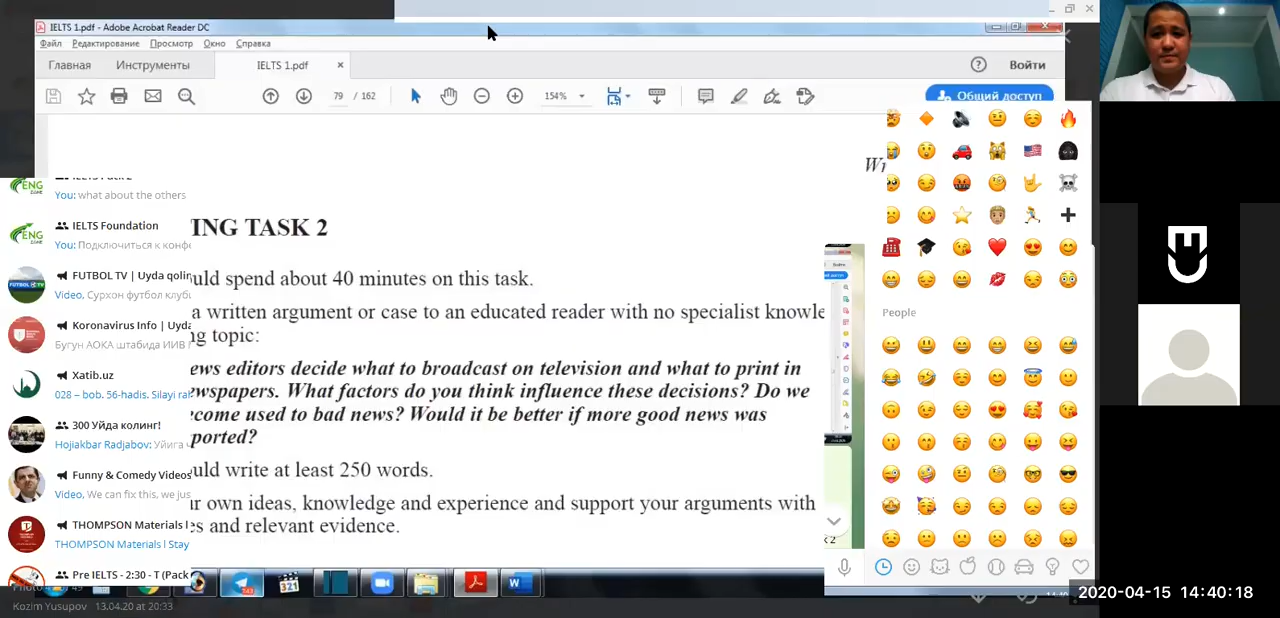 IELTS 1.pdf - Adobe Acrobat Reader DC
Файл Редактирование Просмотр Окно Справка
Главная Инструменты IELTS 1.pdf × Войти
79 / 162 154% Общий доступ
You: what about the others
IELTS Foundation
You: Подключиться к конфе
FUTBOL TV | Uyda qolin
Video, Сурхон футбол клуб
Koronavirus Info | Uyda
Бугун АОКА штабида ИИВ
Xatib.uz
028 – bob. 56-hadis. Silayi ra
300 Уйда колинг!
Hojiakbar Radjabov: Уйига
Funny & Comedy Videos
Video, We can fix this, we jus
THOMPSON Materials
THOMPSON Materials | Stay
Pre IELTS - 2:30 - T (Pack
Kozim Yusupov 13.04.20 at 20:33
ING TASK 2
uld spend about 40 minutes on this task.
a written argument or case to an educated reader with no specialist knowle
ng topic:
ews editors decide what to broadcast on television and what to print in
wspapers. What factors do you think influence these decisions? Do we
come used to bad news? Would it be better if more good news was
ported?
uld write at least 250 words.
ur own ideas, knowledge and experience and support your arguments with
es and relevant evidence.
People
2020-04-15 14:40:18